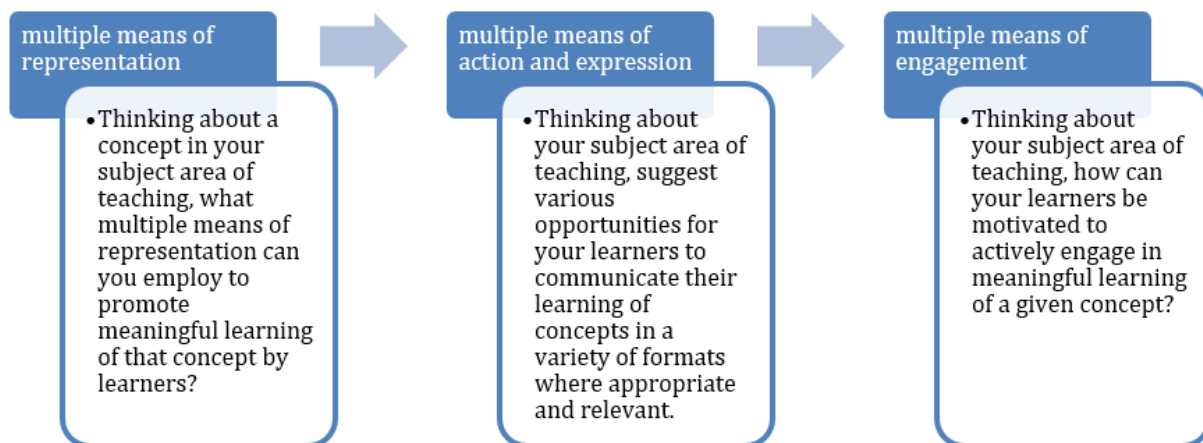 multiple means of
representation
•Thinking about a
concept in your
subject area of
teaching, what
multiple means of
representation can
you employ to
promote
meaningful learning
of that concept by
learners?
multiple means of
action and expression
•Thinking about
your subject area of
teaching, suggest
various
opportunities for
your learners to
communicate their
learning of
concepts in a
variety of formats
where appropriate
and relevant.
multiple means of
engagement
•Thinking about
your subject area of
teaching, how can
your learners be
motivated to
actively engage in
meaningful learning
of a given concept?